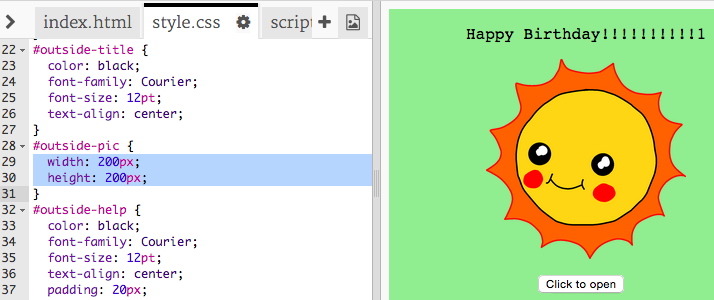 index.html style.css script
22 #outside-title {
23 color: black;
24 font-family: Courier;
25 font-size: 12pt;
26 text-align: center;
27 }
28 #outside-pic {
29 width: 200px;
30 height: 200px;
31 }
32 #outside-help {
33 color: black;
34 font-family: Courier;
35 font-size: 12pt;
36 text-align: center;
37 padding: 20px;
Happy Birthday!!!!!!!!!!!1
Click to open